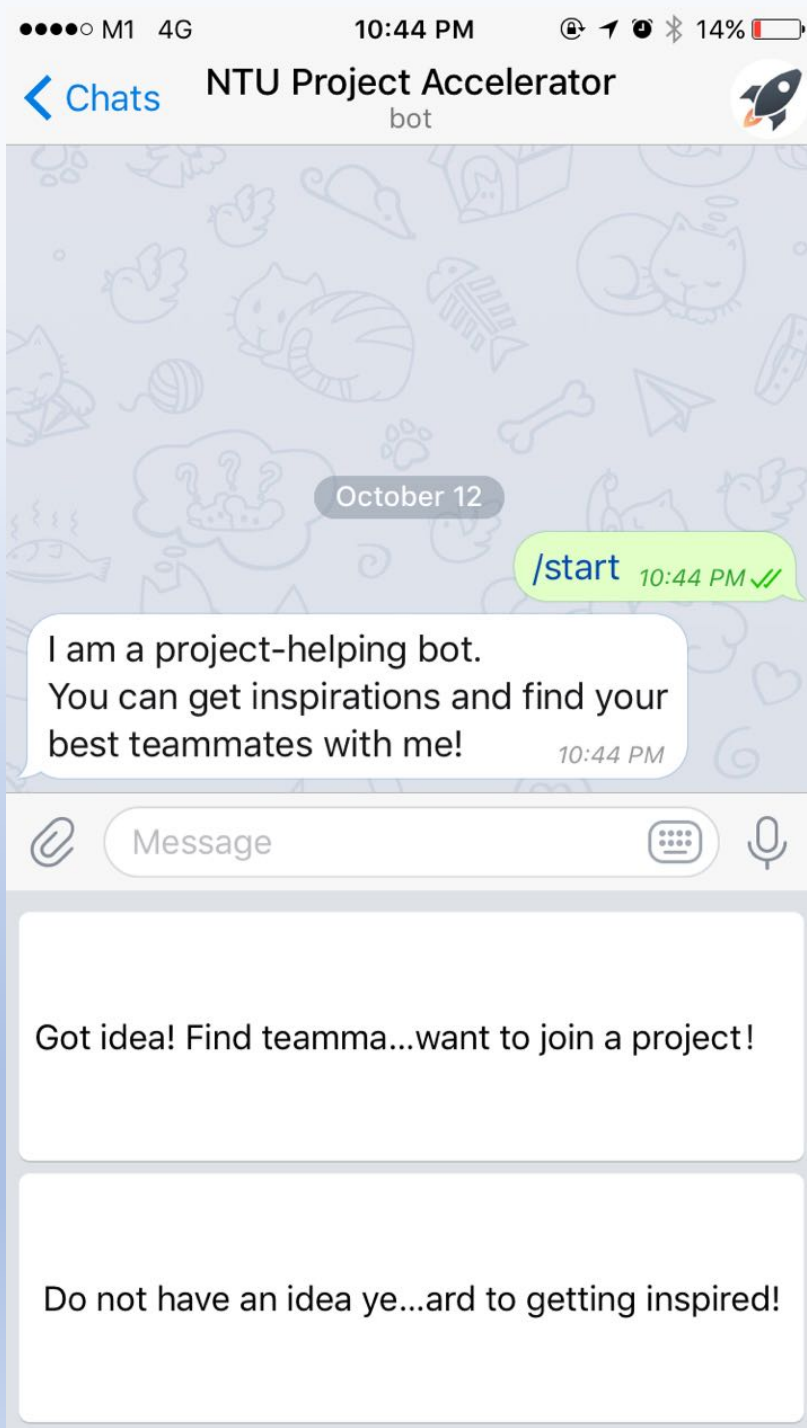 M1 4G 10:44 PM 14%
Chats NTU Project Accelerator
bot
October 12
/start 10:44 PM
I am a project-helping bot.
You can get inspirations and find your
best teammates with me! 10:44 PM
Message
Got idea! Find teamma...want to join a project!
Do not have an idea ye...ard to getting inspired!